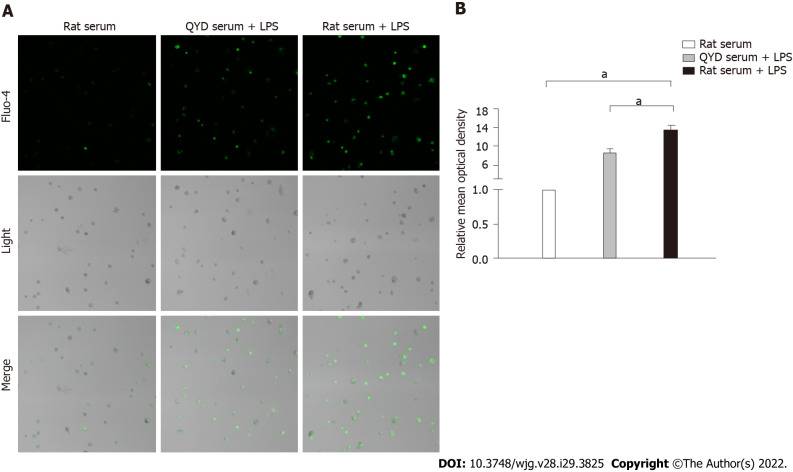 A
Rat serum
QYD serum + LPS
Rat serum + LPS
Fluo-4
Light
Merge
B
Rat serum
QYD serum + LPS
Rat serum + LPS
a
a
Relative mean optical density
18
14
10
6
1.0
0.5
0.0
DOI: 10.3748/wjg.v28.i29.3825 Copyright ©The Author(s) 2022.